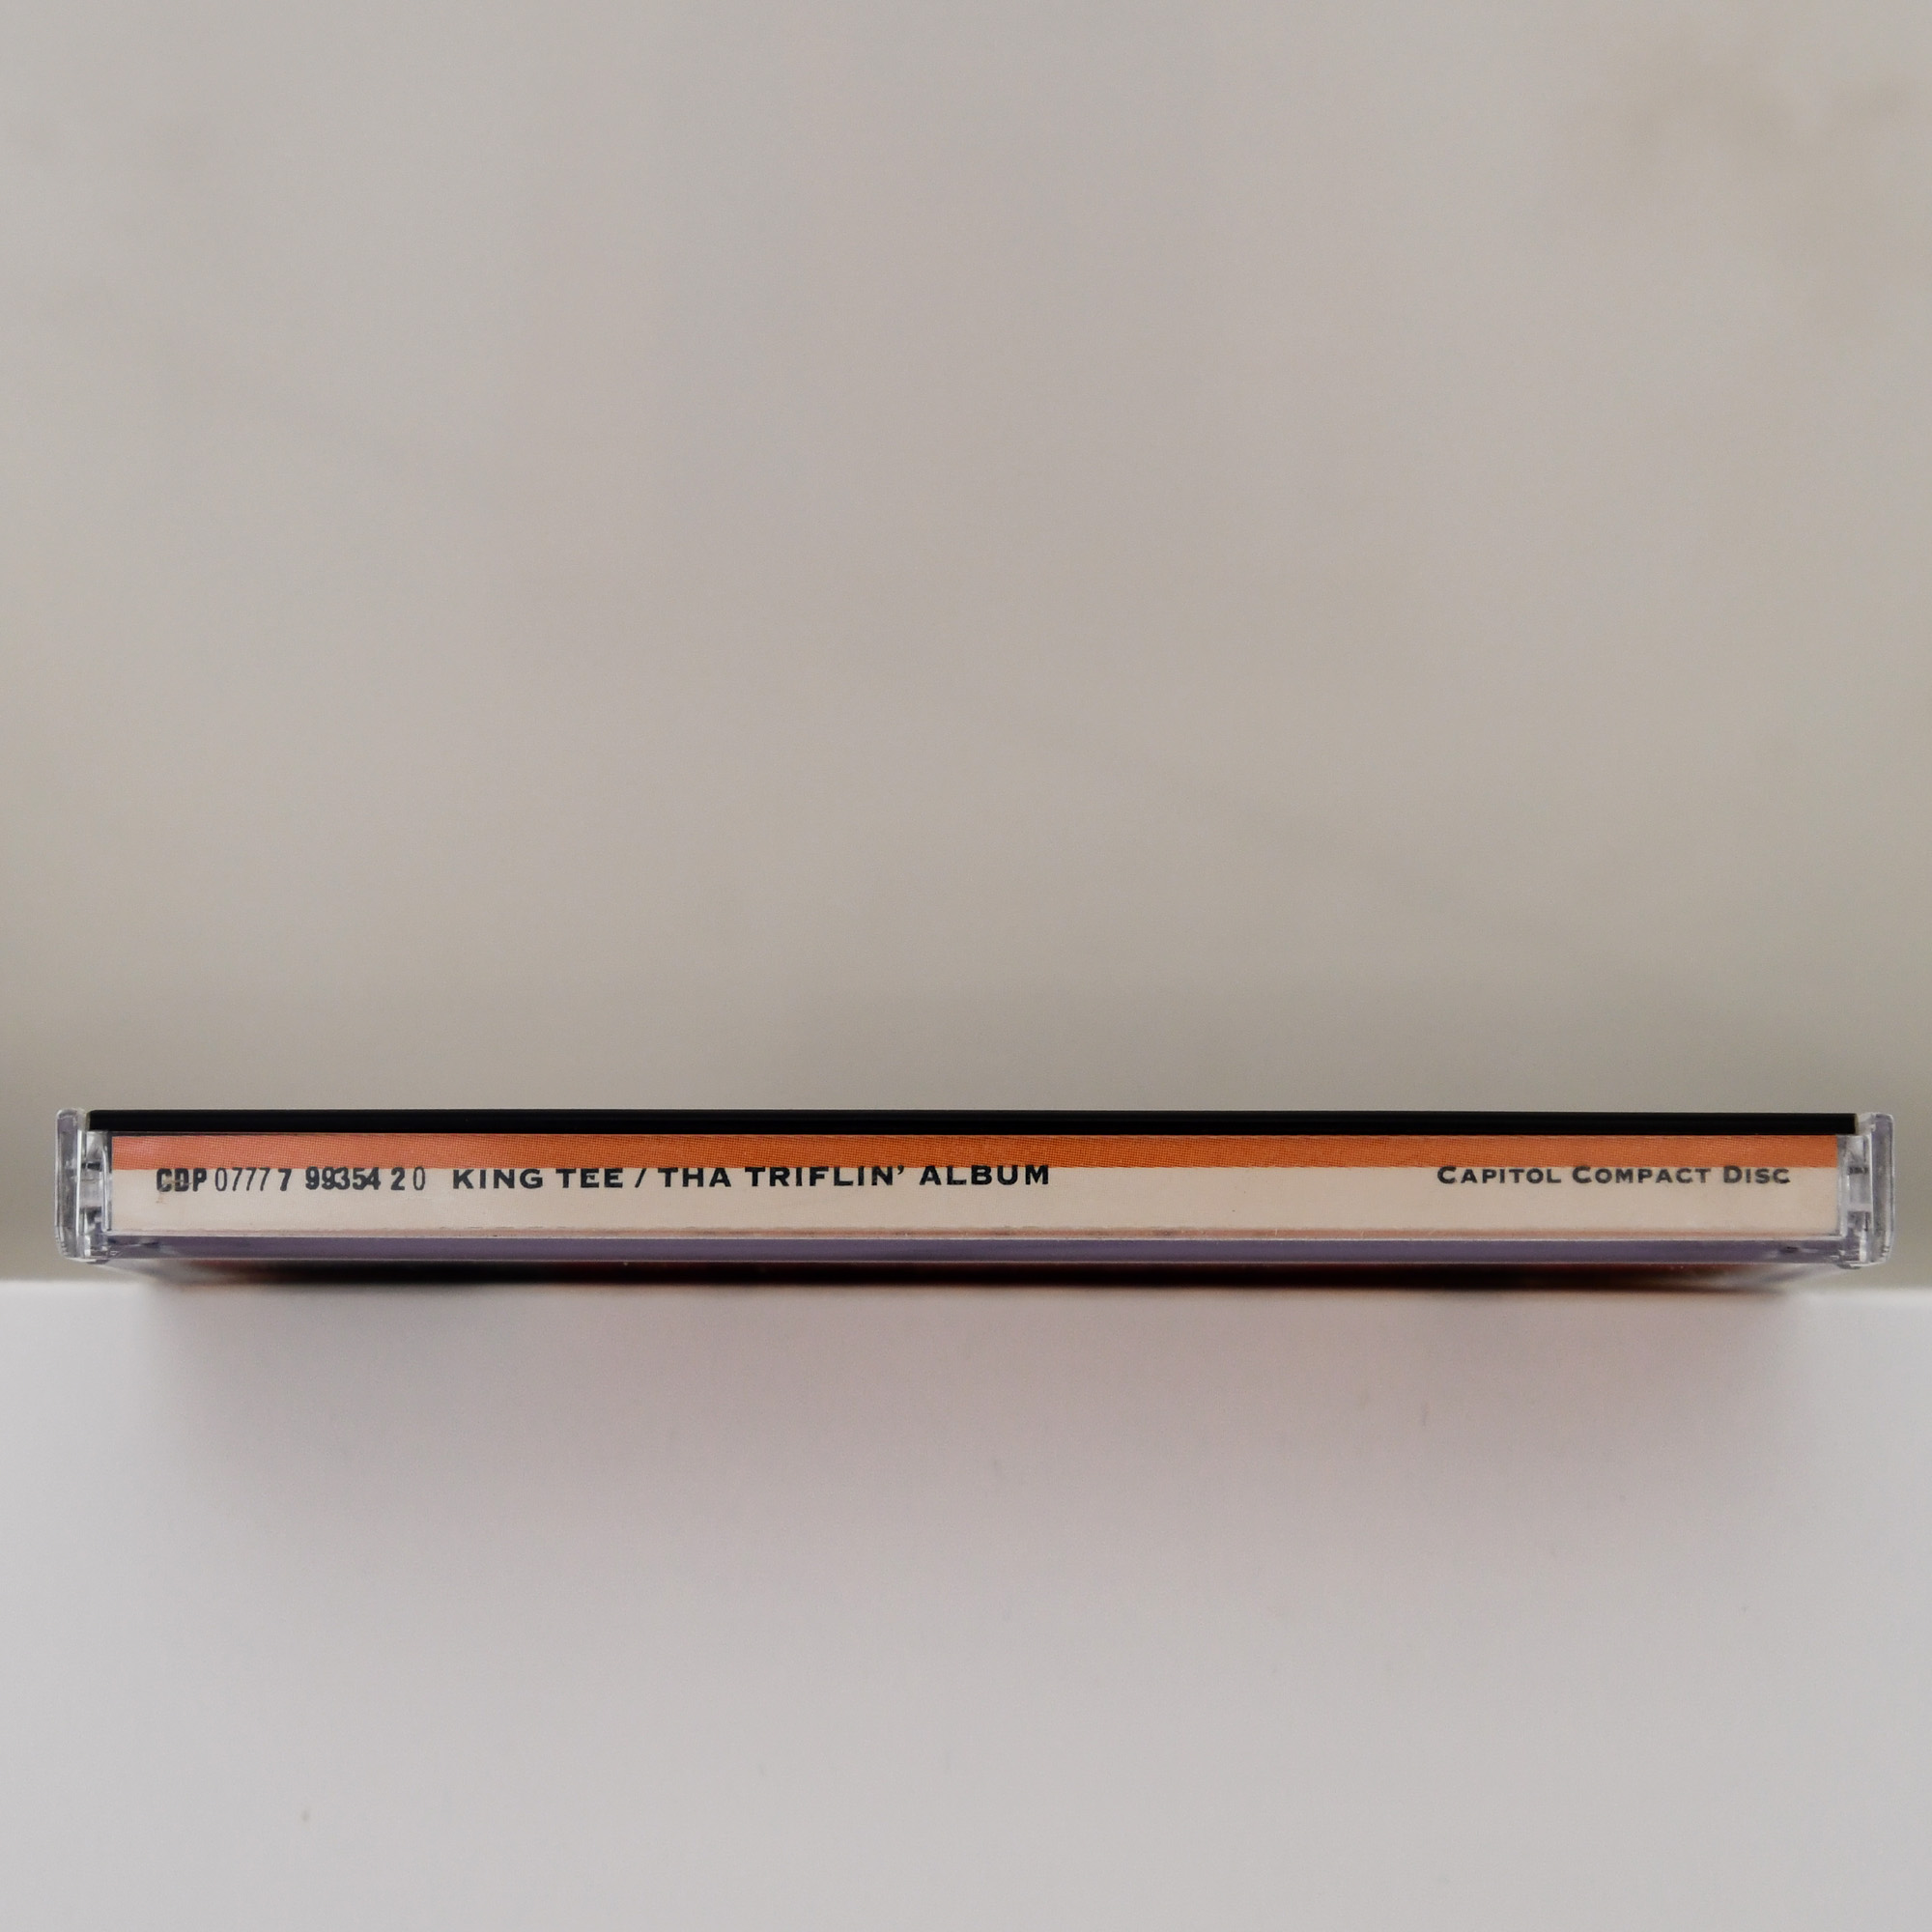 CDP 0777 7 99354 2 0 KING TEE / THA TRIFLIN' ALBUM CAPITOL COMPACT DISC